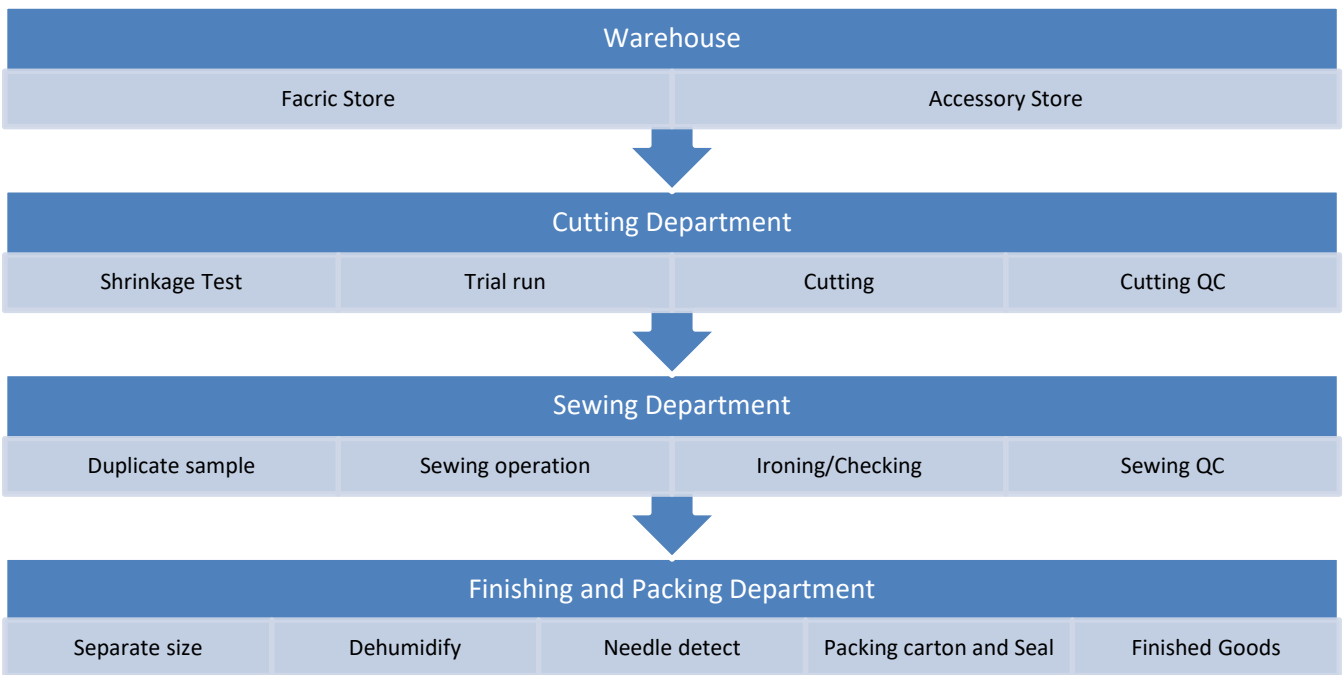 Warehouse
Facric Store
Accessory Store
Cutting Department
Shrinkage Test
Trial run
Cutting
Cutting QC
Sewing Department
Duplicate sample
Sewing operation
Ironing/Checking
Sewing QC
Finishing and Packing Department
Separate size
Dehumidify
Needle detect
Packing carton and Seal
Finished Goods